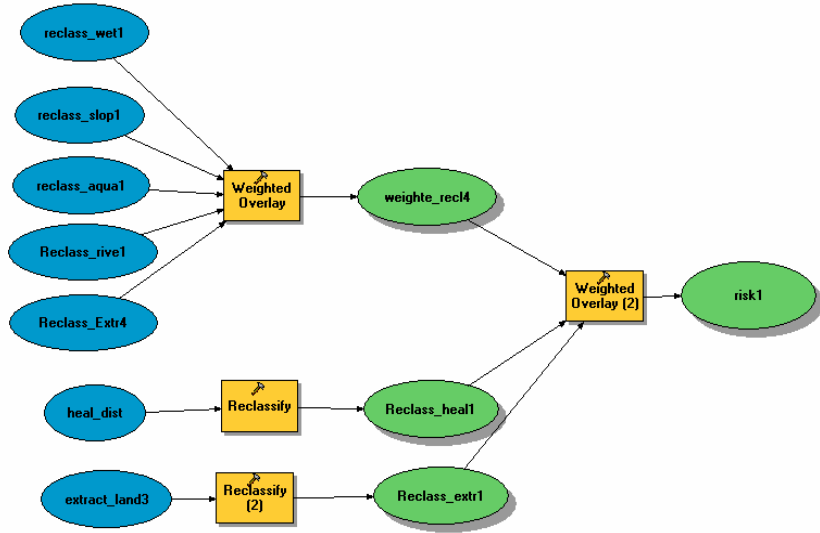 reclass_wet1
reclass_slop1
reclass_aqua1
Reclass_rive1
Reclass_Extr4
Weighted
Overlay
weighte_recl4
Weighted
Overlay (2)
risk1
heal_dist
Reclassify
Reclass_heal1
extract_land3
Reclassify
(2)
Reclass_extr1